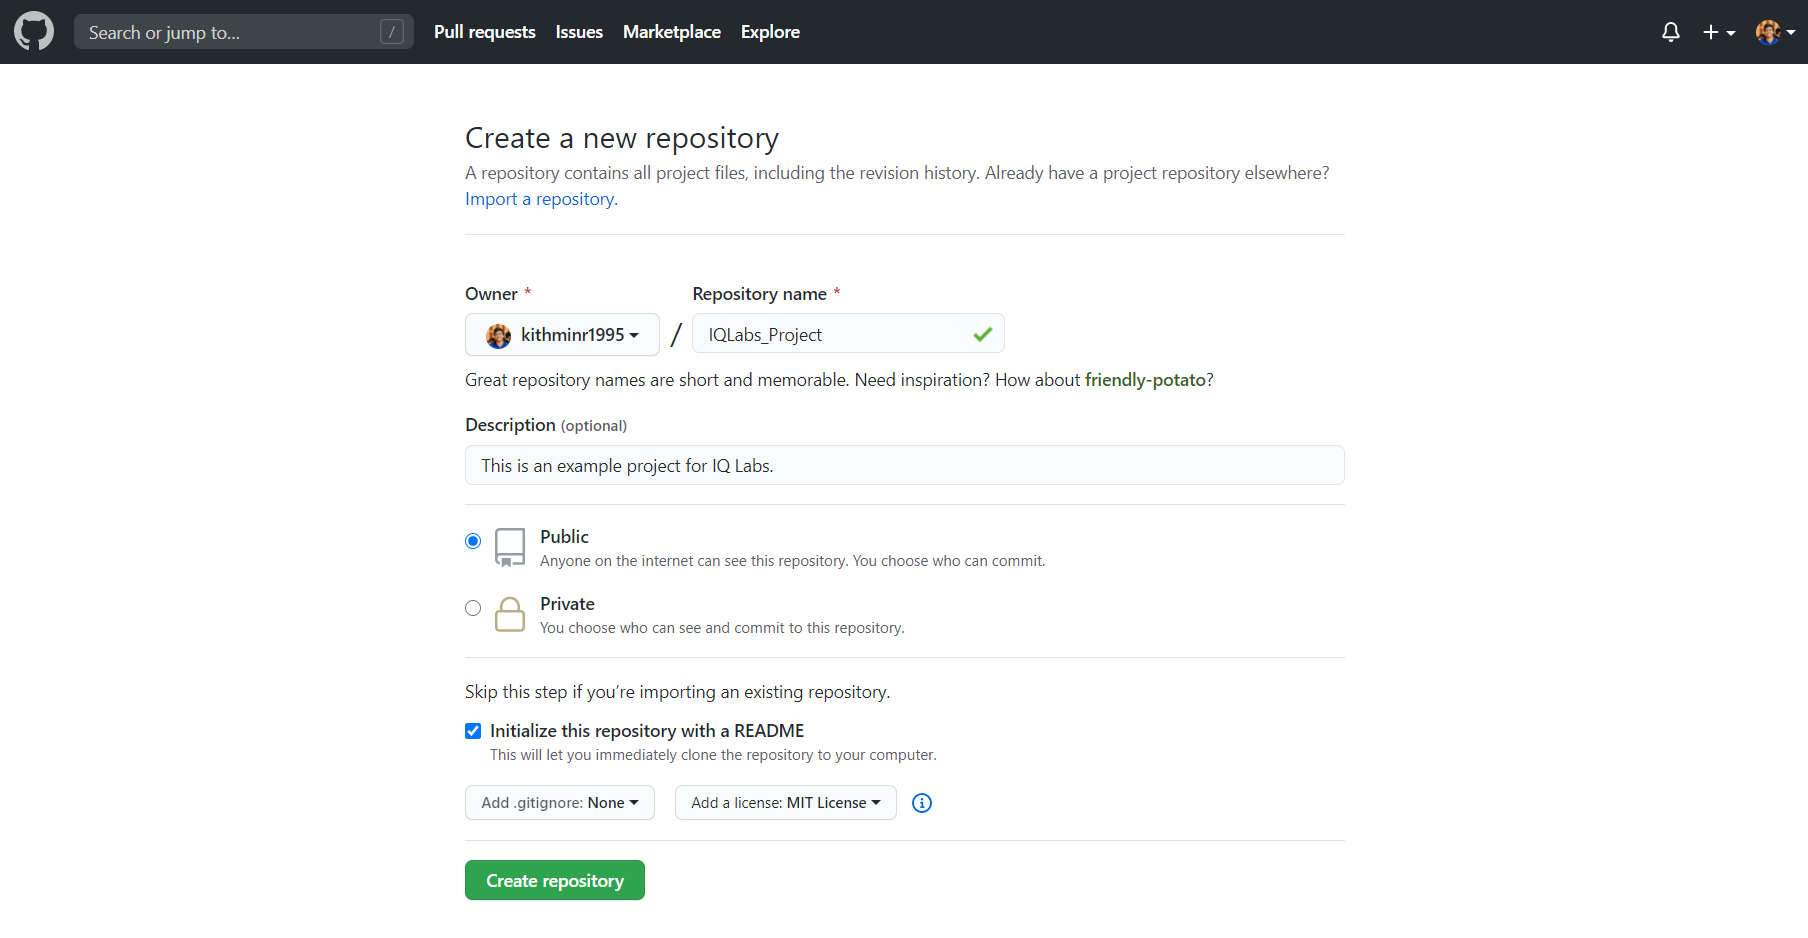 Search or jump to...
/
Pull requests
Issues
Marketplace
Explore
Create a new repository
A repository contains all project files, including the revision history. Already have a project repository elsewhere?
Import a repository.
Owner *
Repository name *
kithminr1995
/
IQLabs_Project
Great repository names are short and memorable. Need inspiration? How about friendly-potato?
Description (optional)
This is an example project for IQ Labs.
Public
Anyone on the internet can see this repository. You choose who can commit.
Private
You choose who can see and commit to this repository.
Skip this step if you’re importing an existing repository.
Initialize this repository with a README
This will let you immediately clone the repository to your computer.
Add .gitignore: None
Add a license: MIT License
Create repository